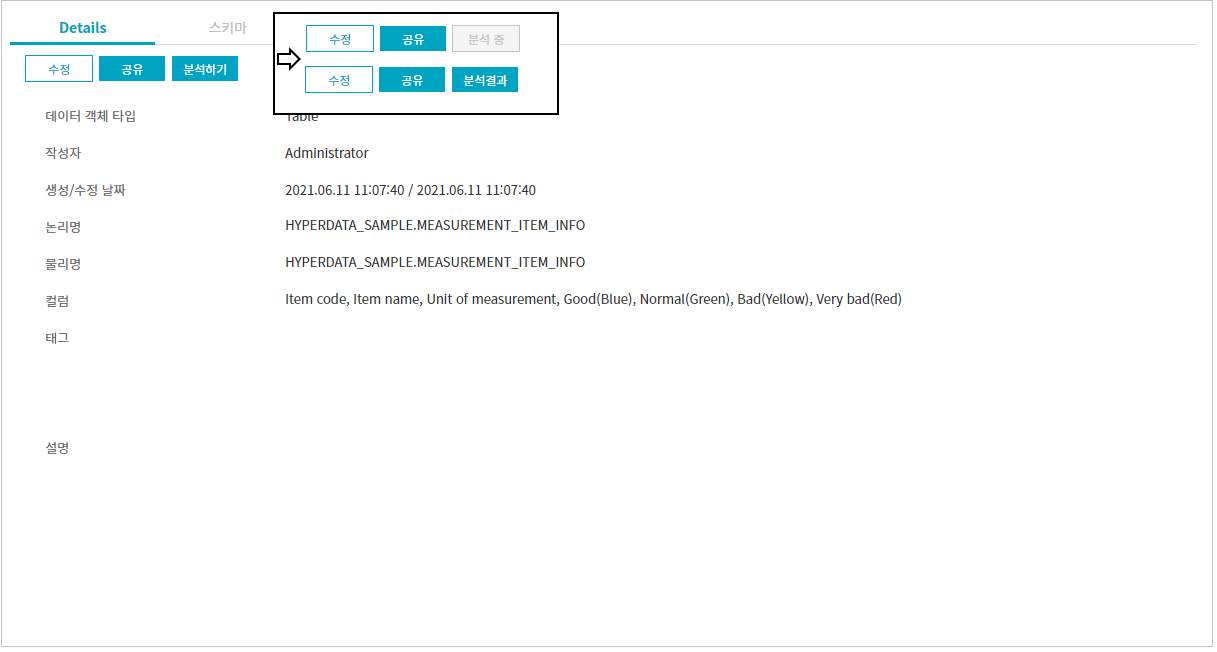 Details 스키마
수정 공유 분석하기
수정 공유 분석 중
수정 공유 분석결과
데이터 객체 타입 Table
작성자 Administrator
생성/수정 날짜 2021.06.11 11:07:40 / 2021.06.11 11:07:40
논리명 HYPERDATA_SAMPLE.MEASUREMENT_ITEM_INFO
물리명 HYPERDATA_SAMPLE.MEASUREMENT_ITEM_INFO
컬럼 Item code, Item name, Unit of measurement, Good(Blue), Normal(Green), Bad(Yellow), Very bad(Red)
태그
설명